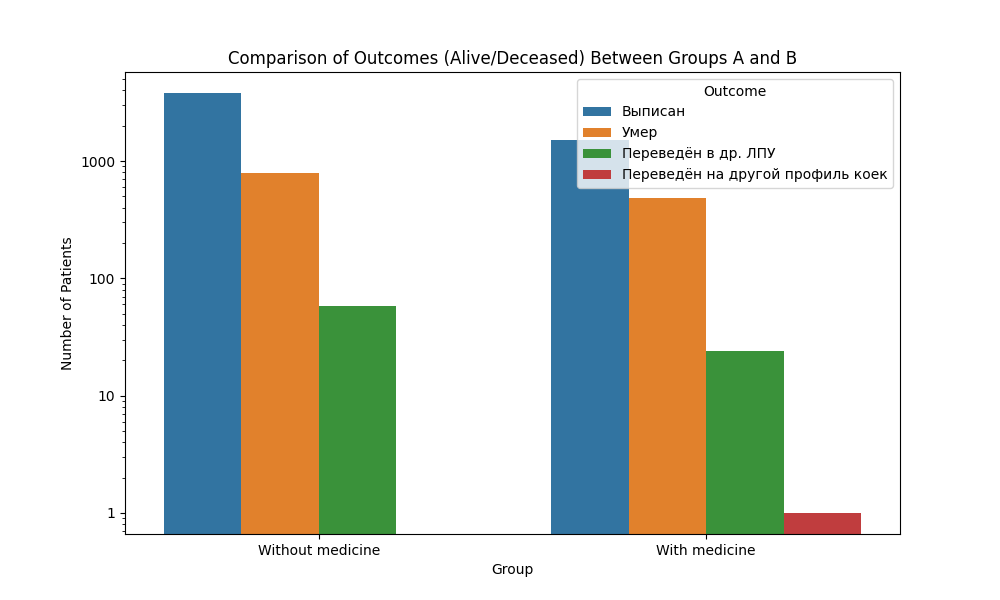 Comparison of Outcomes (Alive/Deceased) Between Groups A and B
Outcome
Выписан
Умер
Переведён в др. ЛПУ
Переведён на другой профиль коек
Number of Patients
1000
100
10
1
Without medicine
With medicine
Group